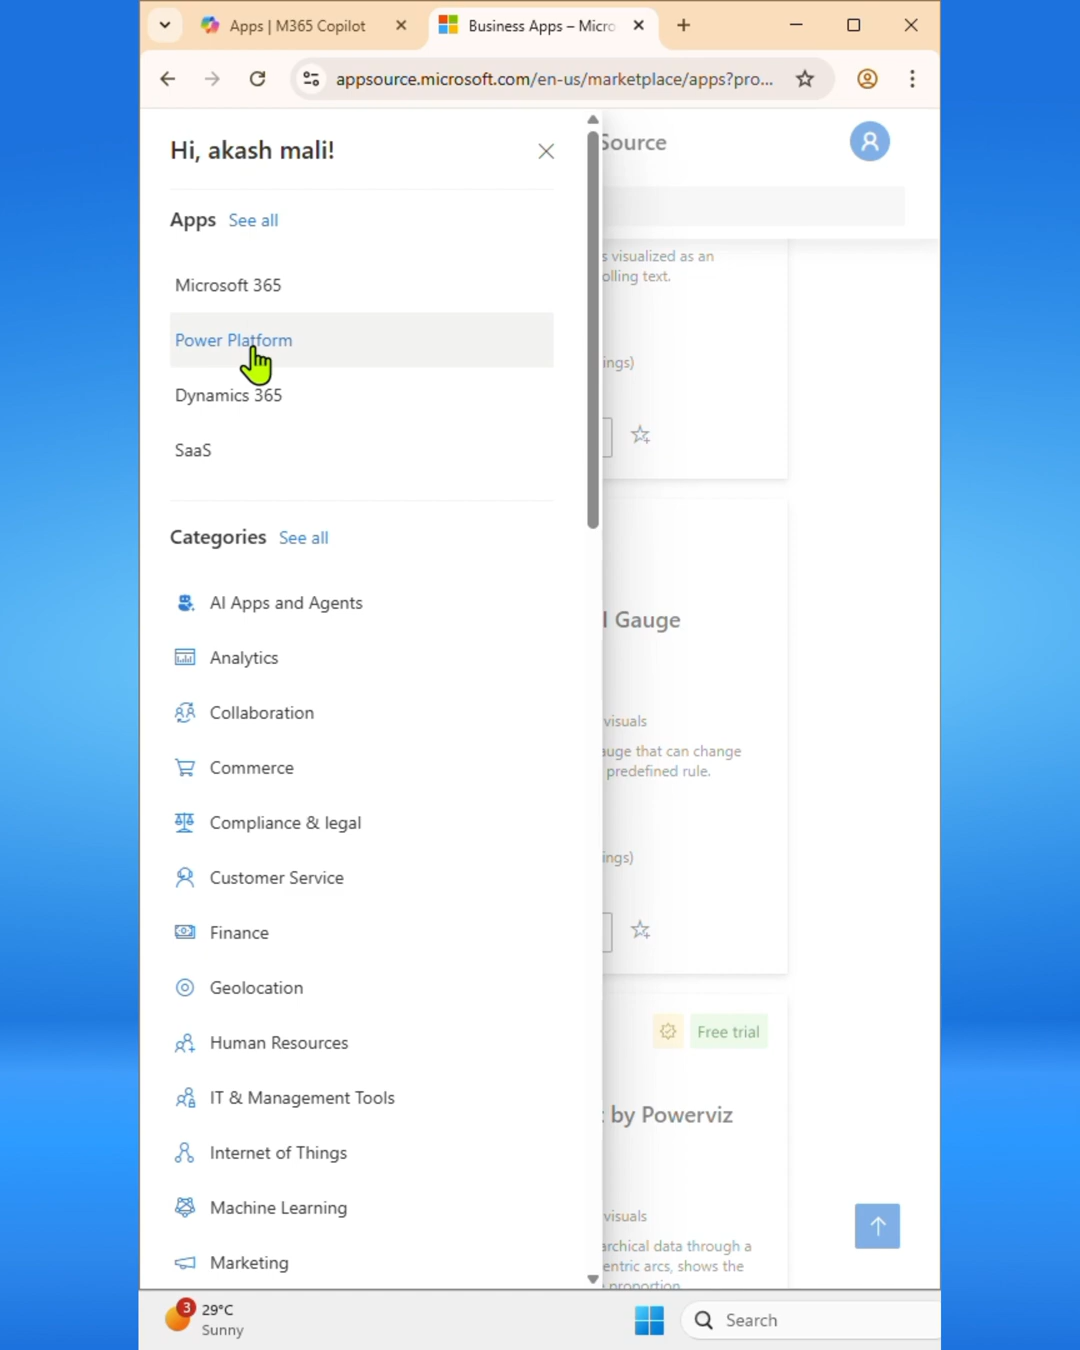 Apps | M365 Copilot
Business Apps – Micro
appsource.microsoft.com/en-us/marketplace/apps?pro...
Hi, akash mali!
Source
Apps See all
Microsoft 365
Power Platform
Dynamics 365
SaaS
s visualized as an
olling text.
ings)
Categories See all
AI Apps and Agents
Analytics
Collaboration
Commerce
Compliance & legal
Customer Service
Finance
Geolocation
Human Resources
IT & Management Tools
Internet of Things
Machine Learning
Marketing
l Gauge
visuals
auge that can change
predefined rule.
ings)
Free trial
by Powerviz
visuals
archical data through a
entric arcs, shows the
proportion
3
29°C
Sunny
Search